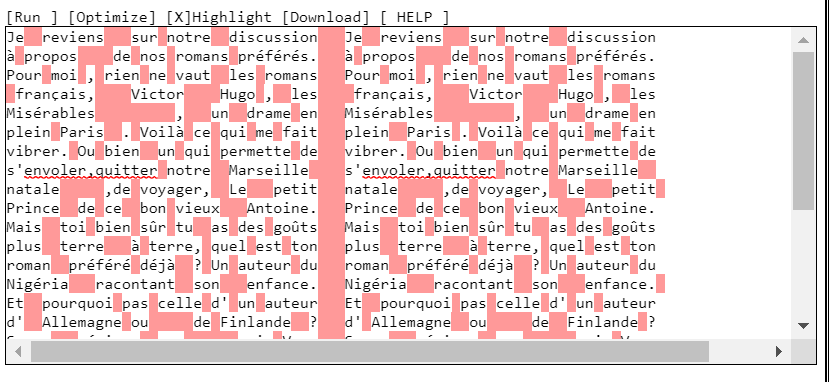 [Run ] [Optimize] [X]Highlight [Download] [ HELP ]
Je reviens sur notre discussion Je reviens sur notre discussion
à propos de nos romans préférés. à propos de nos romans préférés.
Pour moi , rien ne vaut les romans Pour moi , rien ne vaut les romans
français, Victor Hugo , les français, Victor Hugo , les
Misérables , un drame en Misérables , un drame en
plein Paris . Voilà ce qui me fait plein Paris . Voilà ce qui me fait
vibrer. Ou bien un qui permette de vibrer. Ou bien un qui permette de
s'envoler,quitter notre Marseille s'envoler,quitter notre Marseille
natale ,de voyager, Le petit natale ,de voyager, Le petit
Prince de ce bon vieux Antoine. Prince de ce bon vieux Antoine.
Mais toi bien sûr tu as des goûts Mais toi bien sûr tu as des goûts
plus terre à terre, quel est ton plus terre à terre, quel est ton
roman préféré déjà ? Un auteur du roman préféré déjà ? Un auteur du
Nigéria racontant son enfance. Nigéria racontant son enfance.
Et pourquoi pas celle d' un auteur Et pourquoi pas celle d' un auteur
d' Allemagne ou de Finlande ? d' Allemagne ou de Finlande ?